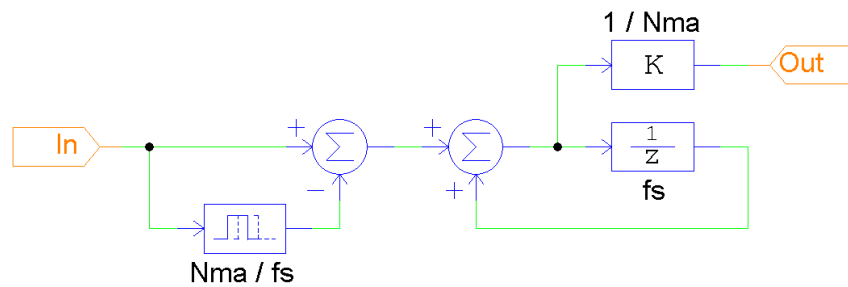 1 / Nma
K
Out
In
+
Σ
−
+
Σ
+
1
z
fs
Nma / fs